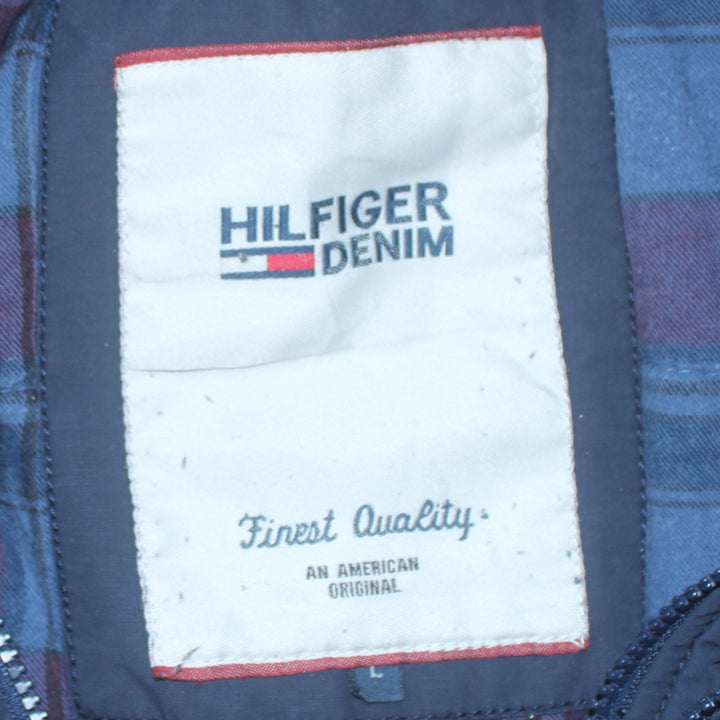 HILFIGER
DENIM
Finest Quality
AN AMERICAN
ORIGINAL
L